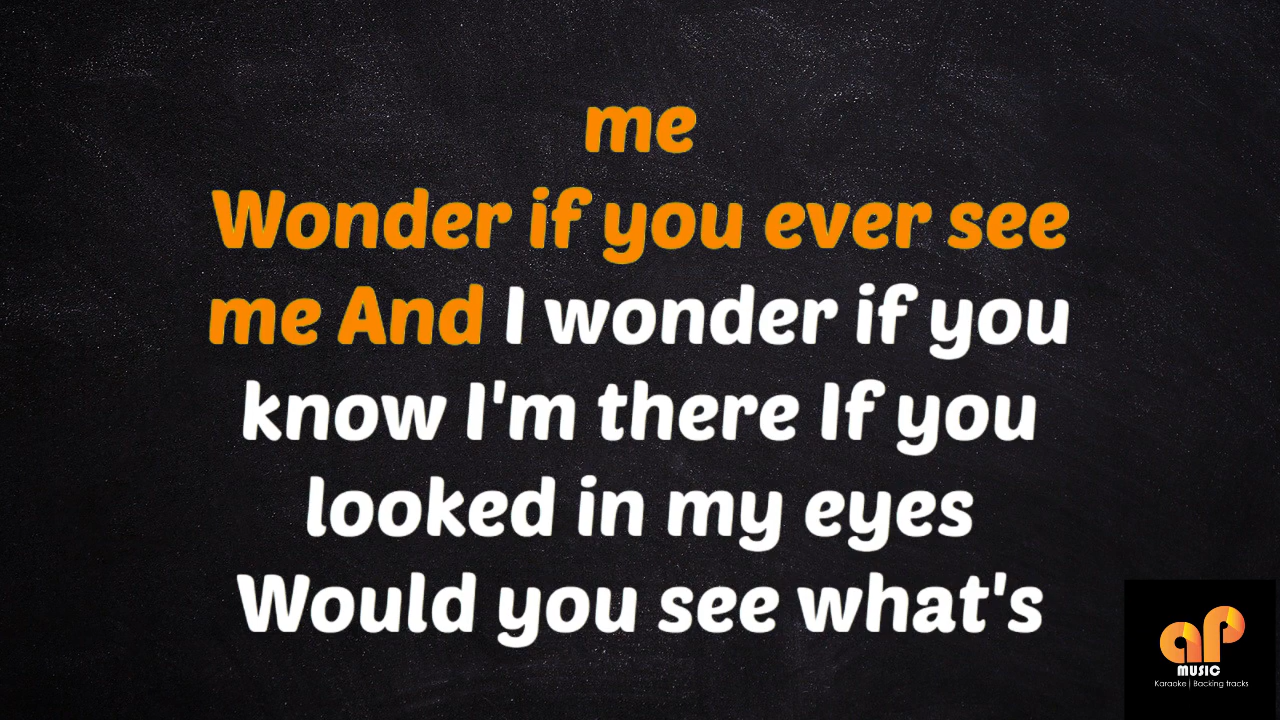 me
Wonder if you ever see
me And I wonder if you
know I'm there If you
looked in my eyes
Would you see what's
ap
MUSIC
Karaoke | Backing tracks